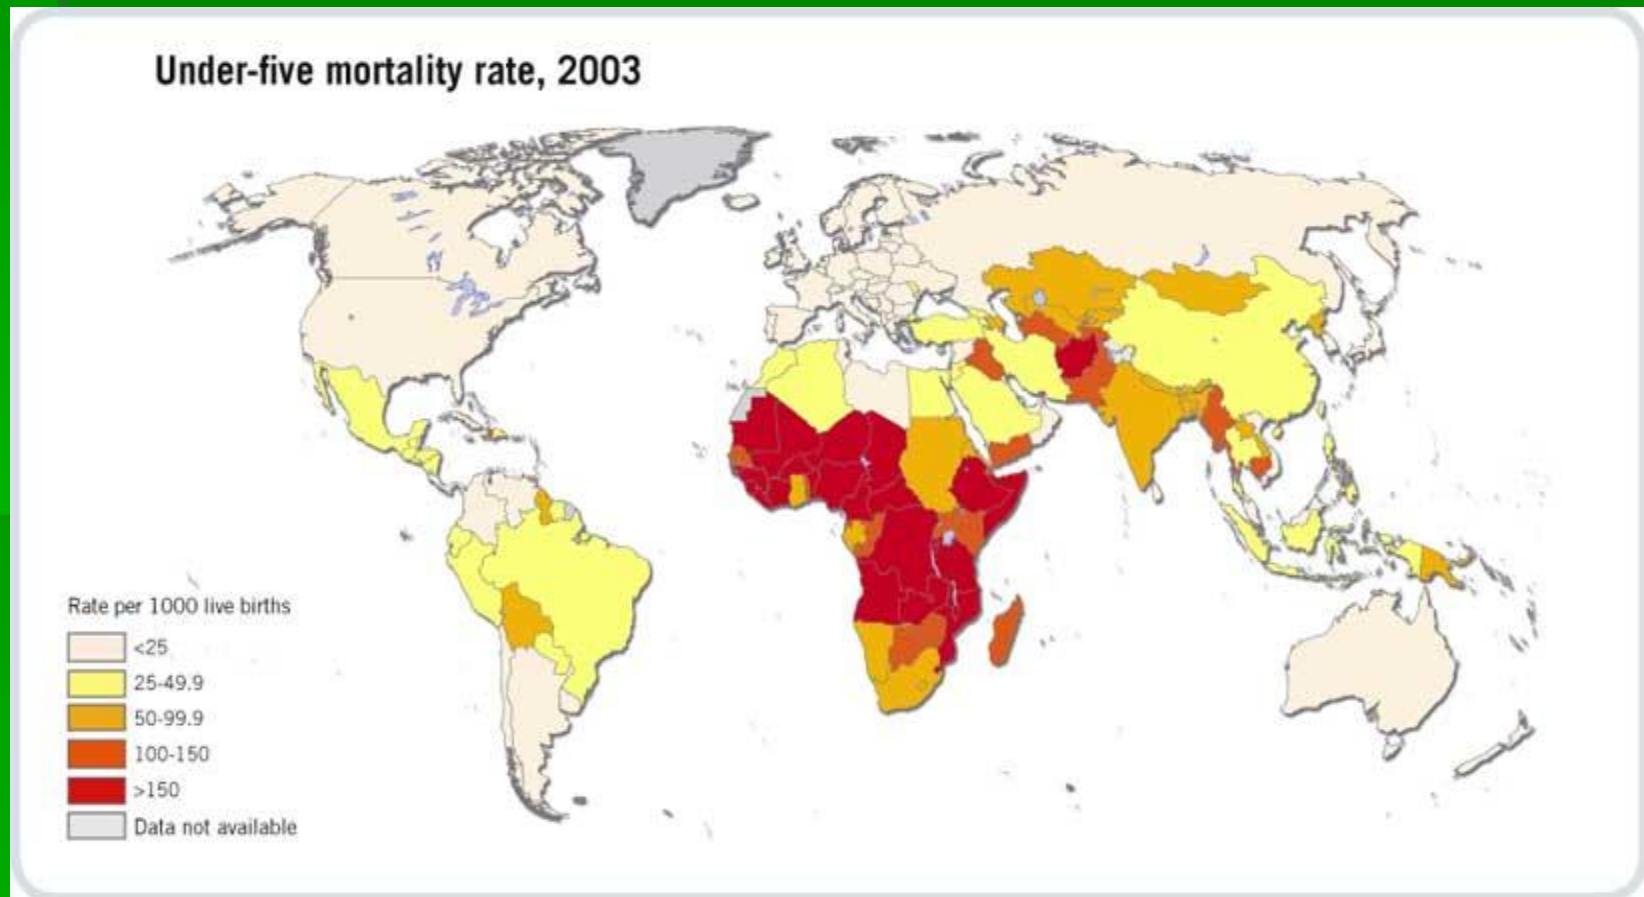 Under-five mortality rate, 2003
Rate per 1000 live births
<25
25-49.9
50-99.9
100-150
>150
Data not available